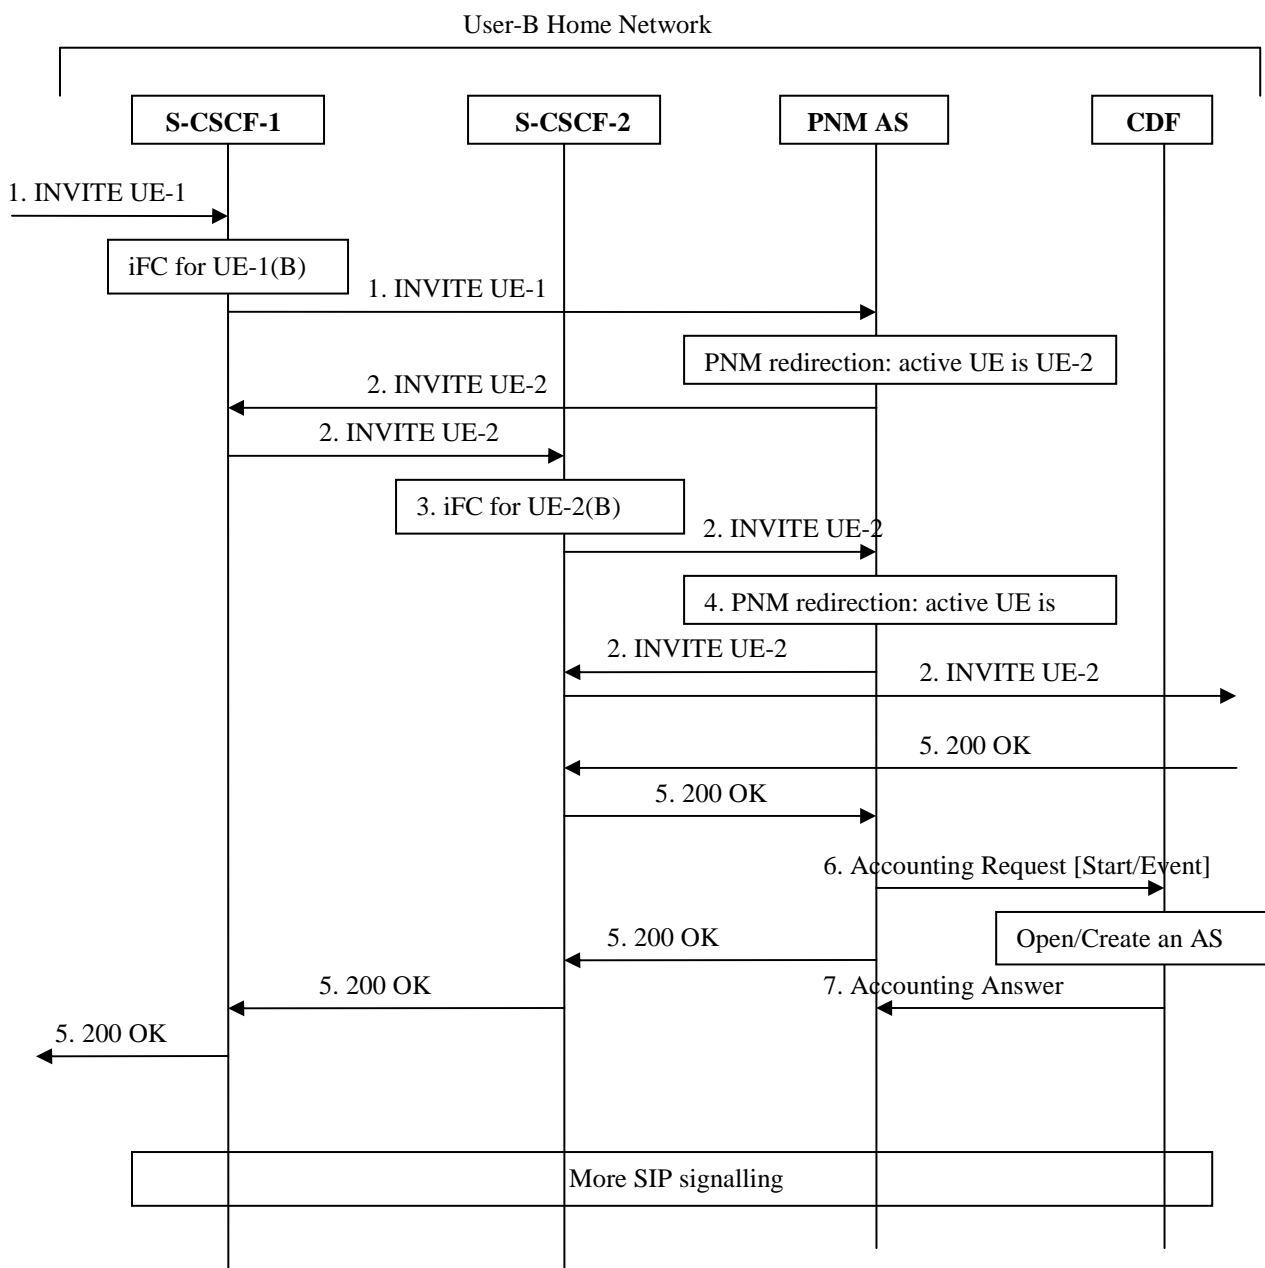 User-B Home Network
S-CSCF-1
S-CSCF-2
PNM AS
CDF
1. INVITE UE-1
iFC for UE-1(B)
1. INVITE UE-1
PNM redirection: active UE is UE-2
2. INVITE UE-2
2. INVITE UE-2
3. iFC for UE-2(B)
2. INVITE UE-2
4. PNM redirection: active UE is
2. INVITE UE-2
2. INVITE UE-2
5. 200 OK
5. 200 OK
6. Accounting Request [Start/Event]
Open/Create an AS
5. 200 OK
7. Accounting Answer
5. 200 OK
5. 200 OK
More SIP signalling